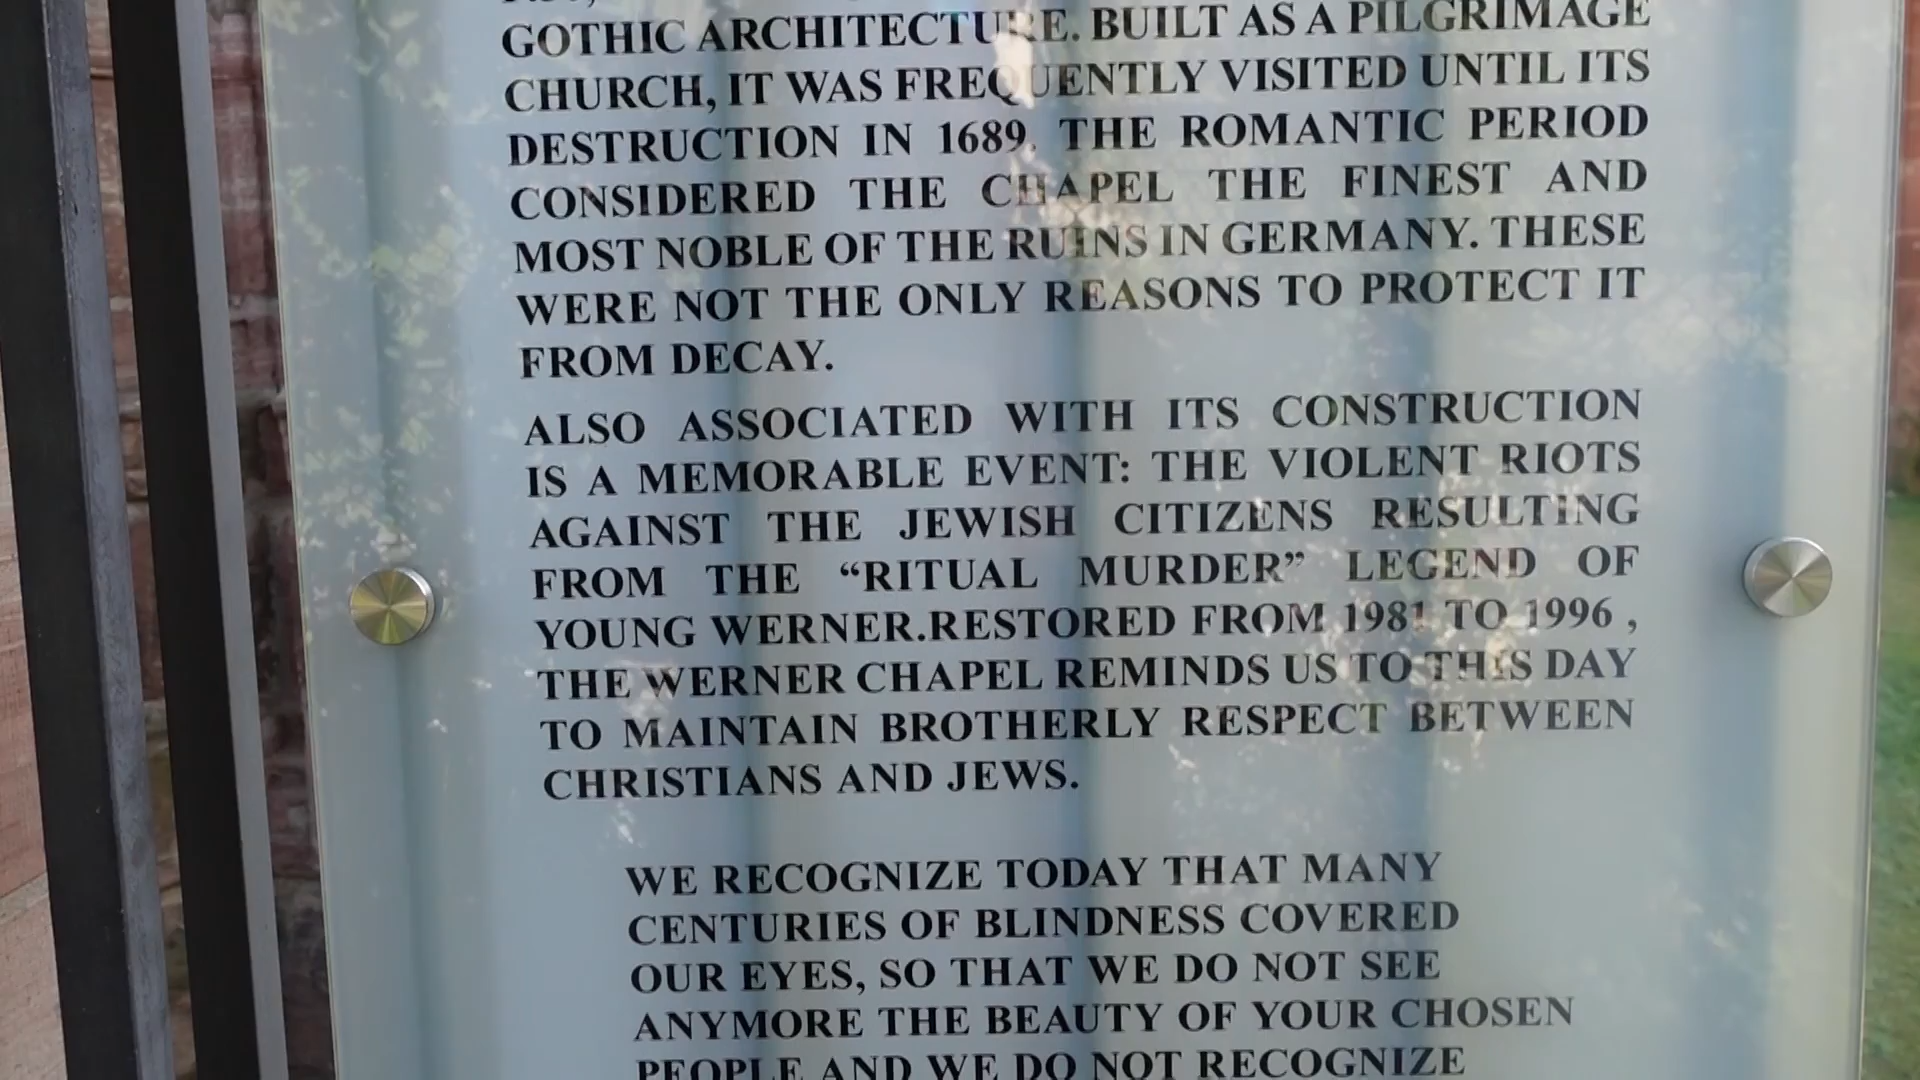 GOTHIC ARCHITECTURE. BUILT AS A PILGRIMAGE
CHURCH, IT WAS FREQUENTLY VISITED UNTIL ITS
DESTRUCTION IN 1689. THE ROMANTIC PERIOD
CONSIDERED THE CHAPEL THE FINEST AND
MOST NOBLE OF THE RUINS IN GERMANY. THESE
WERE NOT THE ONLY REASONS TO PROTECT IT
FROM DECAY.
ALSO ASSOCIATED WITH ITS CONSTRUCTION
IS A MEMORABLE EVENT: THE VIOLENT RIOTS
AGAINST THE JEWISH CITIZENS RESULTING
FROM THE “RITUAL MURDER” LEGEND OF
YOUNG WERNER.RESTORED FROM 1981 TO 1996 ,
THE WERNER CHAPEL REMINDS US TO THIS DAY
TO MAINTAIN BROTHERLY RESPECT BETWEEN
CHRISTIANS AND JEWS.
WE RECOGNIZE TODAY THAT MANY
CENTURIES OF BLINDNESS COVERED
OUR EYES, SO THAT WE DO NOT SEE
ANYMORE THE BEAUTY OF YOUR CHOSEN
PEOPLE AND WE DO NOT RECOGNIZE